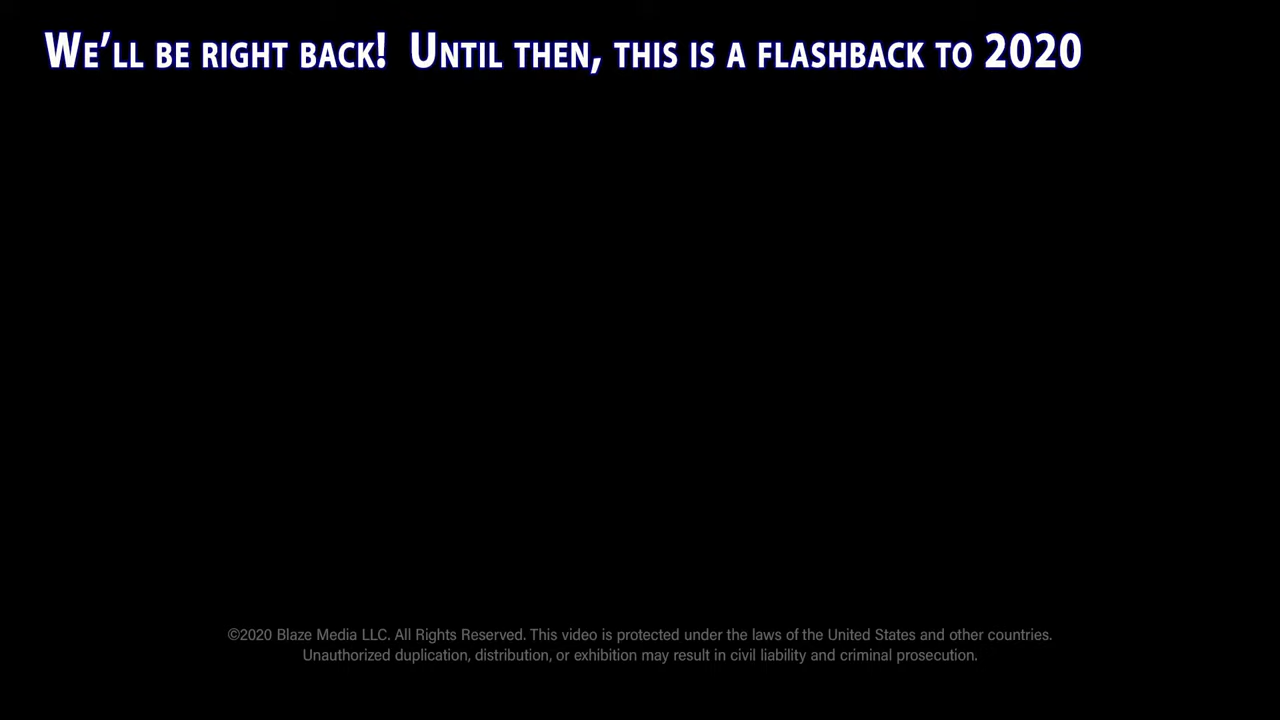 We'll be right back!  Until then, this is a flashback to 2020
©2020 Blaze Media LLC. All Rights Reserved. This video is protected under the laws of the United States and other countries.
Unauthorized duplication, distribution, or exhibition may result in civil liability and criminal prosecution.